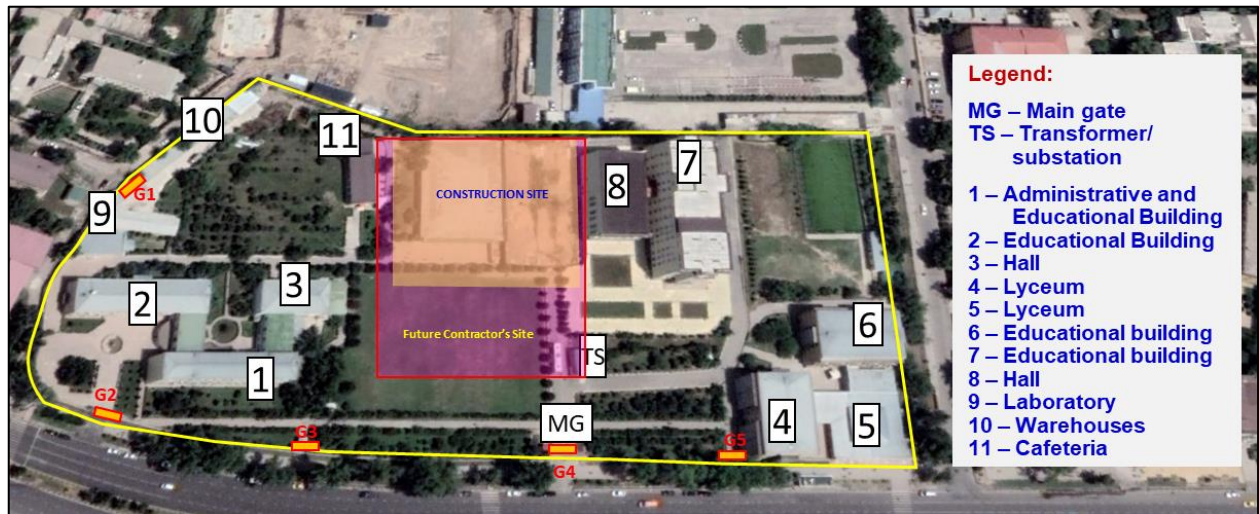 10
11
7
8
CONSTRUCTION SITE
G1
9
2
3
Future Contractor's Site
6
TS
1
G2
MG
4
5
G3
G4
G5
Legend:
MG – Main gate
TS – Transformer/
substation
1 – Administrative and
Educational Building
2 – Educational Building
3 – Hall
4 – Lyceum
5 – Lyceum
6 – Educational building
7 – Educational building
8 – Hall
9 – Laboratory
10 – Warehouses
11 – Cafeteria